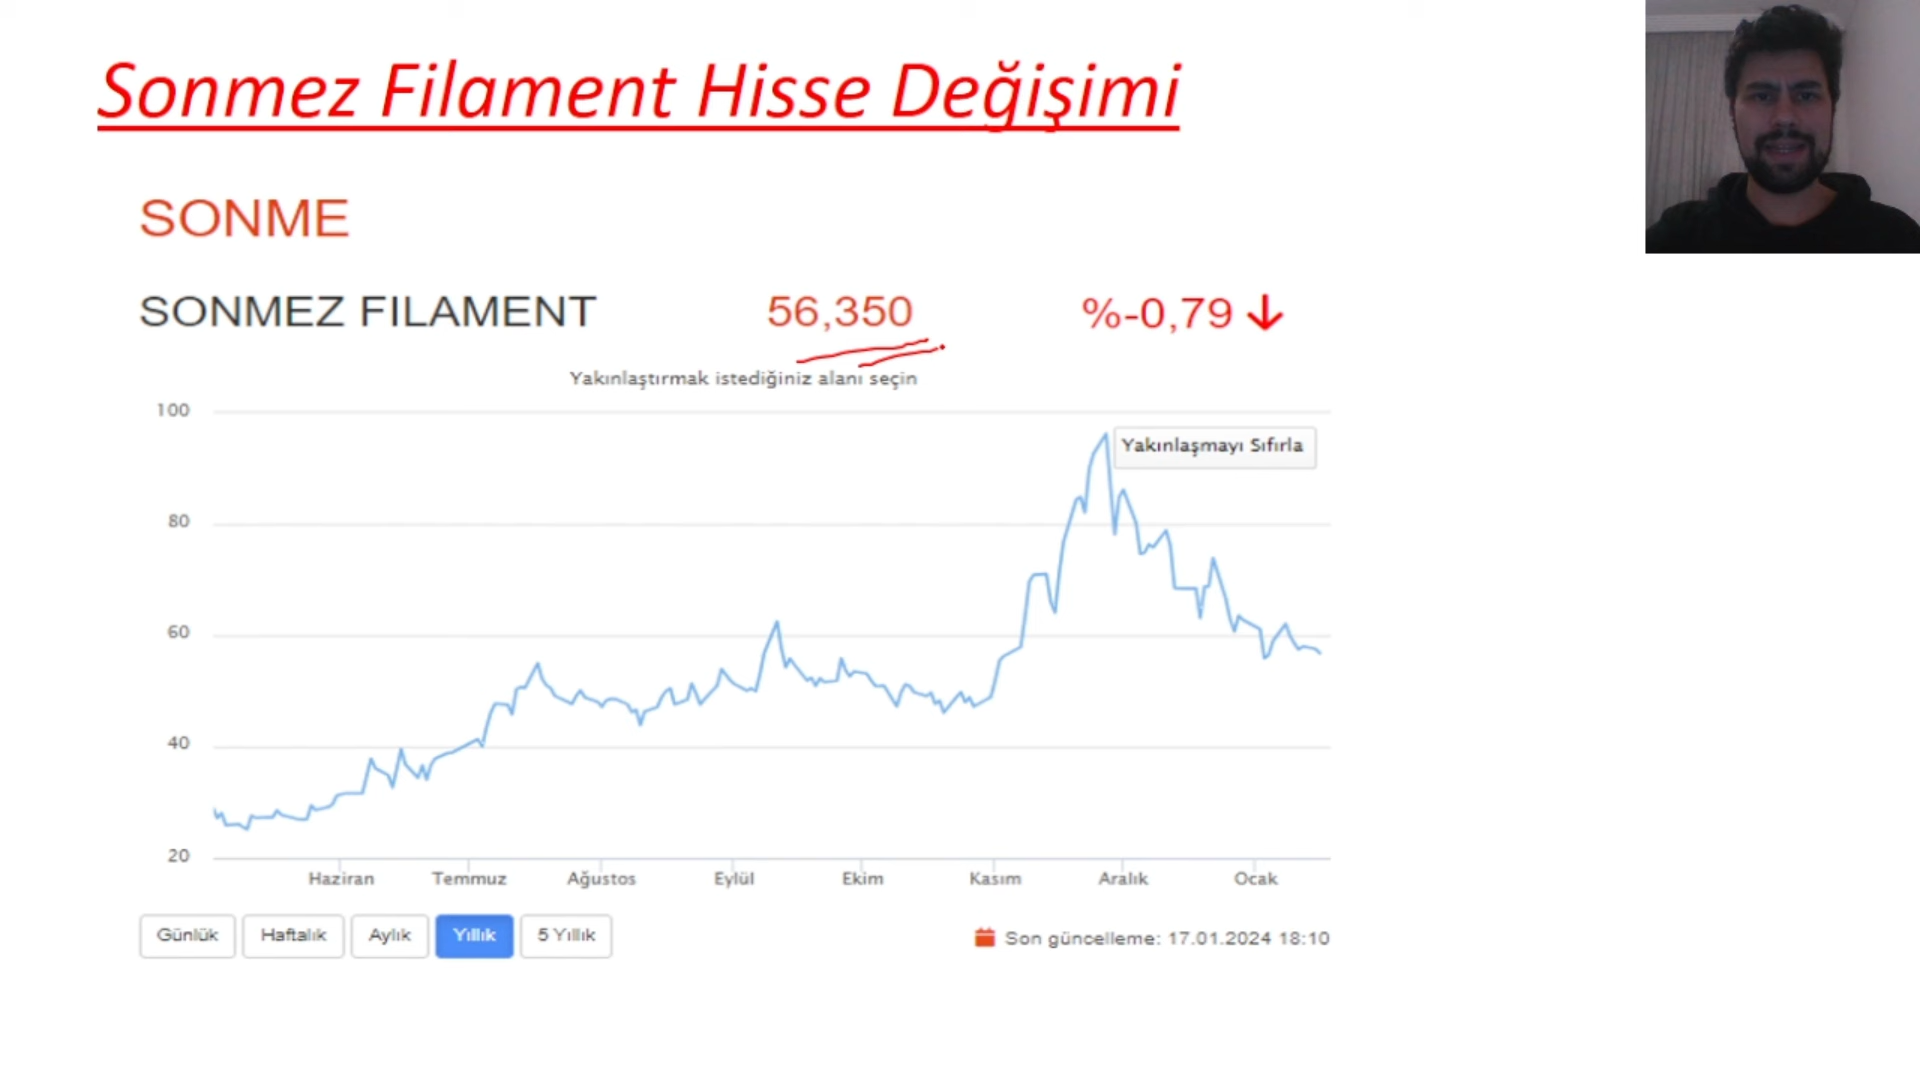 Sonmez Filament Hisse Değişimi
SONME
SONMEZ FILAMENT 56,350 %-0,79
Yakınlaştırmak istediğiniz alanı seçin
100
Yakınlaşmayı Sıfırla
80
60
40
20
Haziran Temmuz Ağustos Eylül Ekim Kasım Aralık Ocak
Günlük Haftalık Aylık Yıllık 5 Yıllık Son güncelleme: 17.01.2024 18:10